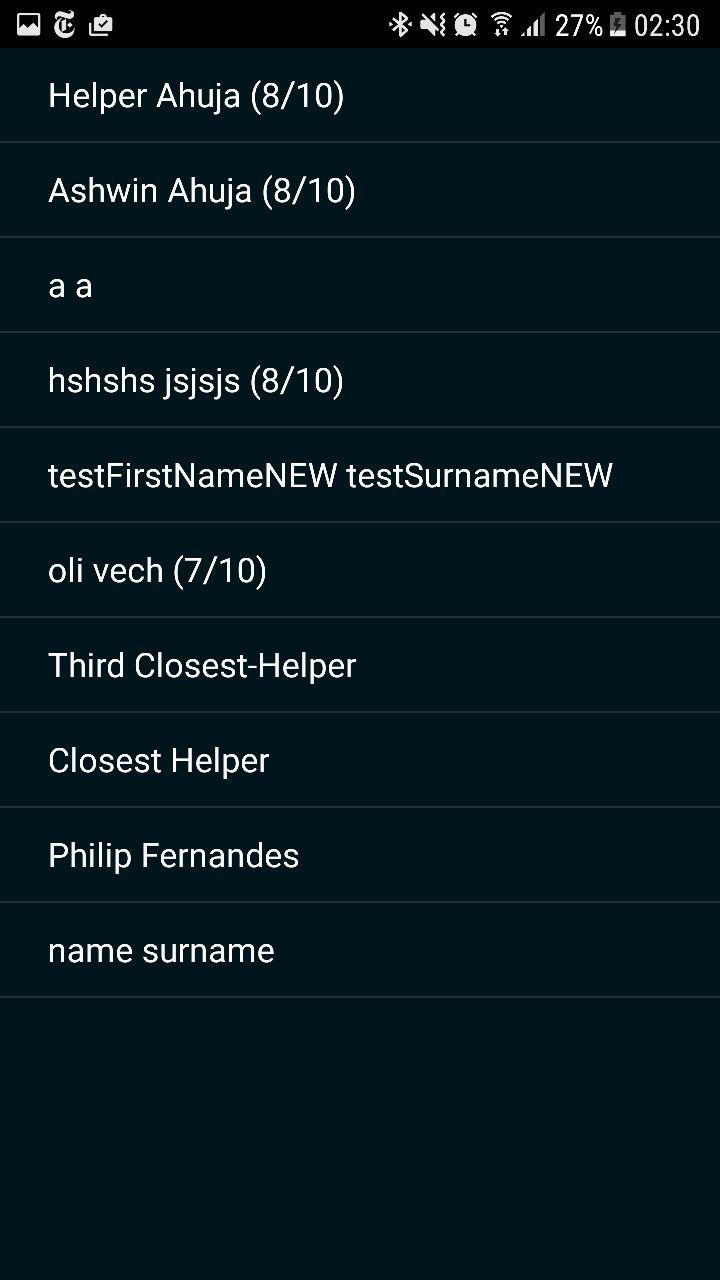 27% 02:30
Helper Ahuja (8/10)
Ashwin Ahuja (8/10)
a a
hshshs jsjsjs (8/10)
testFirstNameNEW testSurnameNEW
oli vech (7/10)
Third Closest-Helper
Closest Helper
Philip Fernandes
name surname